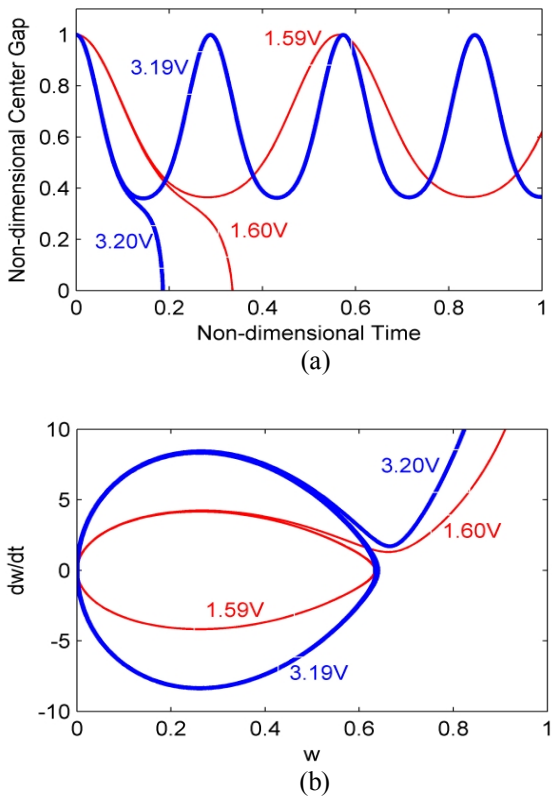 1
0.8
0.6
0.4
0.2
0
Non-dimensional Center Gap
3.19V
1.59V
3.20V
1.60V
0 0.2 0.4 0.6 0.8 1
Non-dimensional Time
(a)
10
5
0
-5
-10
dw/dt
3.20V
1.60V
1.59V
3.19V
0 0.2 0.4 0.6 0.8 1
w
(b)